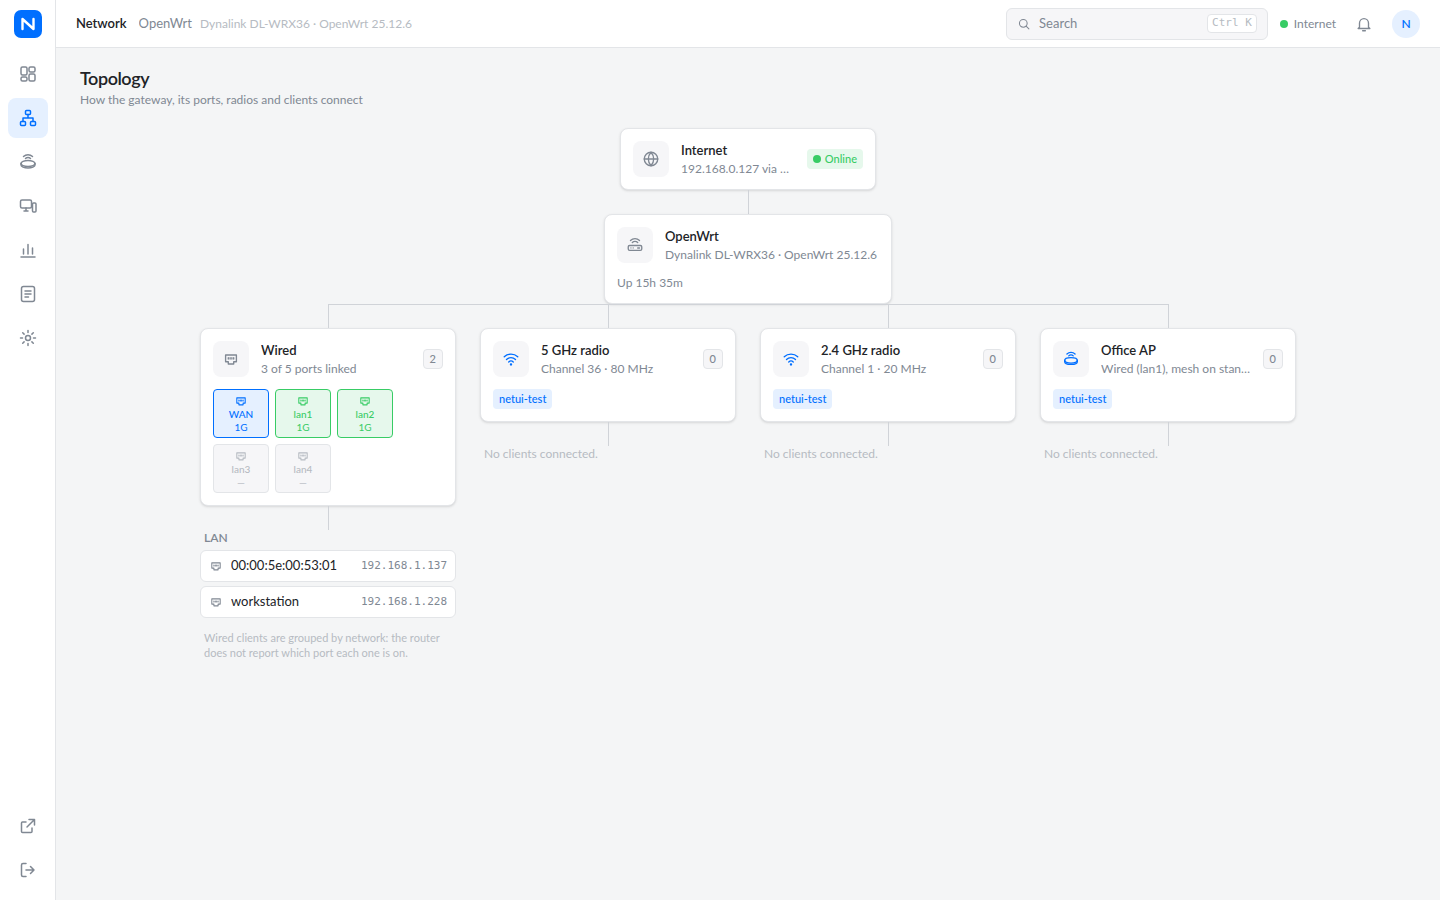 Network OpenWrt Dynalink DL-WRX36 · OpenWrt 25.12.6
Search Ctrl K
Internet
N
Topology
How the gateway, its ports, radios and clients connect
Internet
192.168.0.127 via ...
Online
OpenWrt
Dynalink DL-WRX36 · OpenWrt 25.12.6
Up 15h 35m
Wired
3 of 5 ports linked
2
WAN
1G
lan1
1G
lan2
1G
lan3
–
lan4
–
5 GHz radio
Channel 36 · 80 MHz
0
netui-test
No clients connected.
2.4 GHz radio
Channel 1 · 20 MHz
0
netui-test
No clients connected.
Office AP
Wired (lan1), mesh on stan...
0
netui-test
No clients connected.
LAN
00:00:5e:00:53:01 192.168.1.137
workstation 192.168.1.228
Wired clients are grouped by network: the router
does not report which port each one is on.